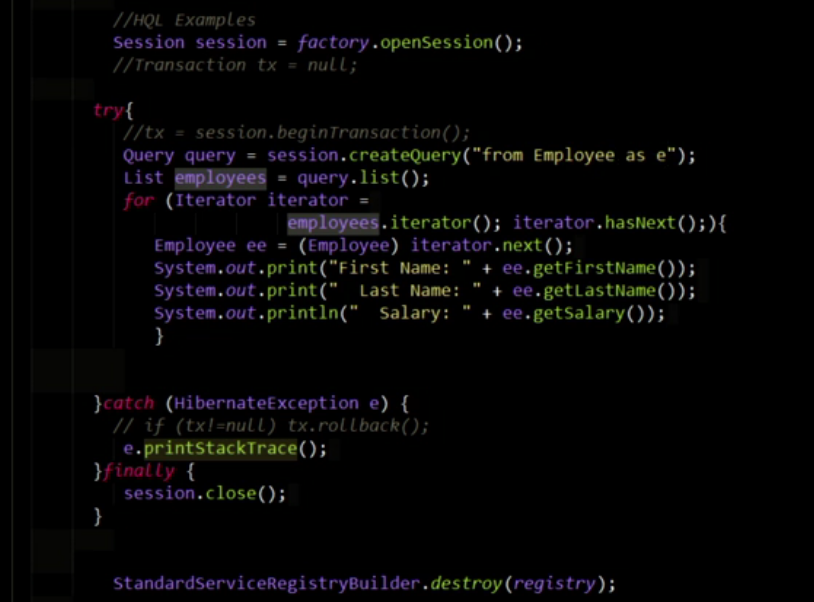 //HQL Examples
Session session = factory.openSession();
//Transaction tx = null;
try{
//tx = session.beginTransaction();
Query query = session.createQuery("from Employee as e");
List employees = query.list();
for (Iterator iterator =
employees.iterator(); iterator.hasNext();){
Employee ee = (Employee) iterator.next();
System.out.print("First Name: " + ee.getFirstName());
System.out.print("  Last Name: " + ee.getLastName());
System.out.println("  Salary: " + ee.getSalary());
}
}catch (HibernateException e) {
// if (tx!=null) tx.rollback();
e.printStackTrace();
}finally {
session.close();
}
StandardServiceRegistryBuilder.destroy(registry);